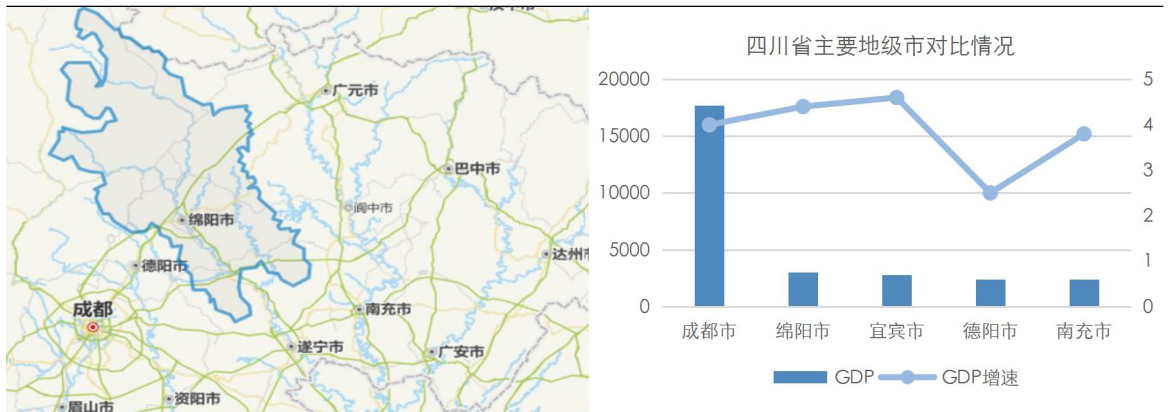 广元市
巴中市
阆中市
绵阳市
达州市
德阳市
成都
南充市
遂宁市
广安市
资阳市
眉山市
四川省主要地级市对比情况
20000
15000
10000
5000
0
5
4
3
2
1
0
成都市 绵阳市 宜宾市 德阳市 南充市
GDP GDP增速